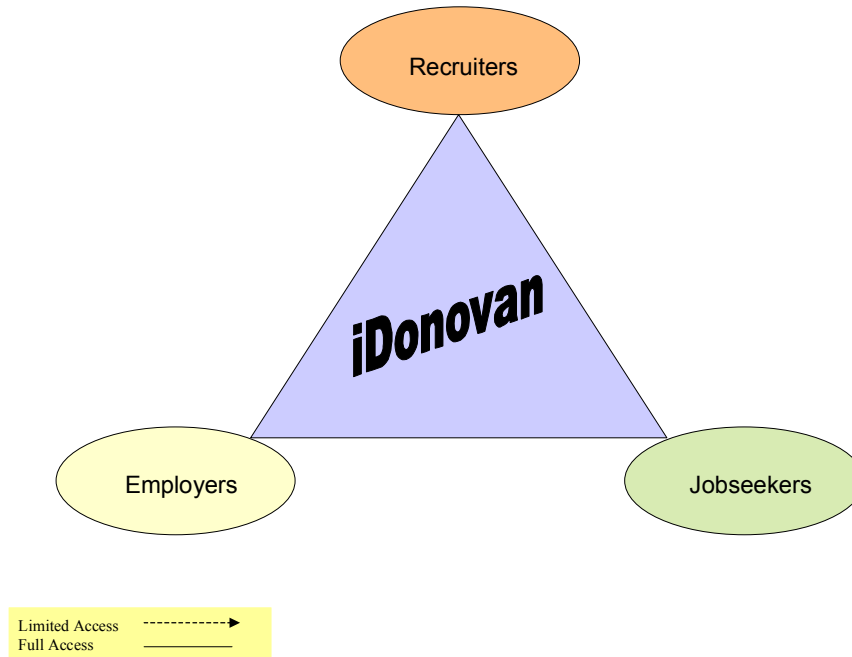 Recruiters
iDonovan
Employers
Jobseekers
Limited Access
Full Access